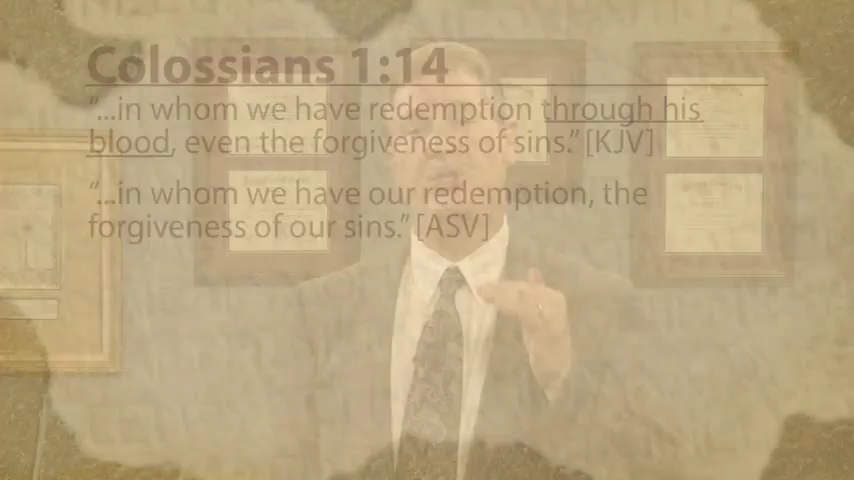 Colossians 1:14
“...in whom we have redemption through his
blood, even the forgiveness of sins.” [KJV]
“...in whom we have our redemption, the
forgiveness of our sins.” [ASV]